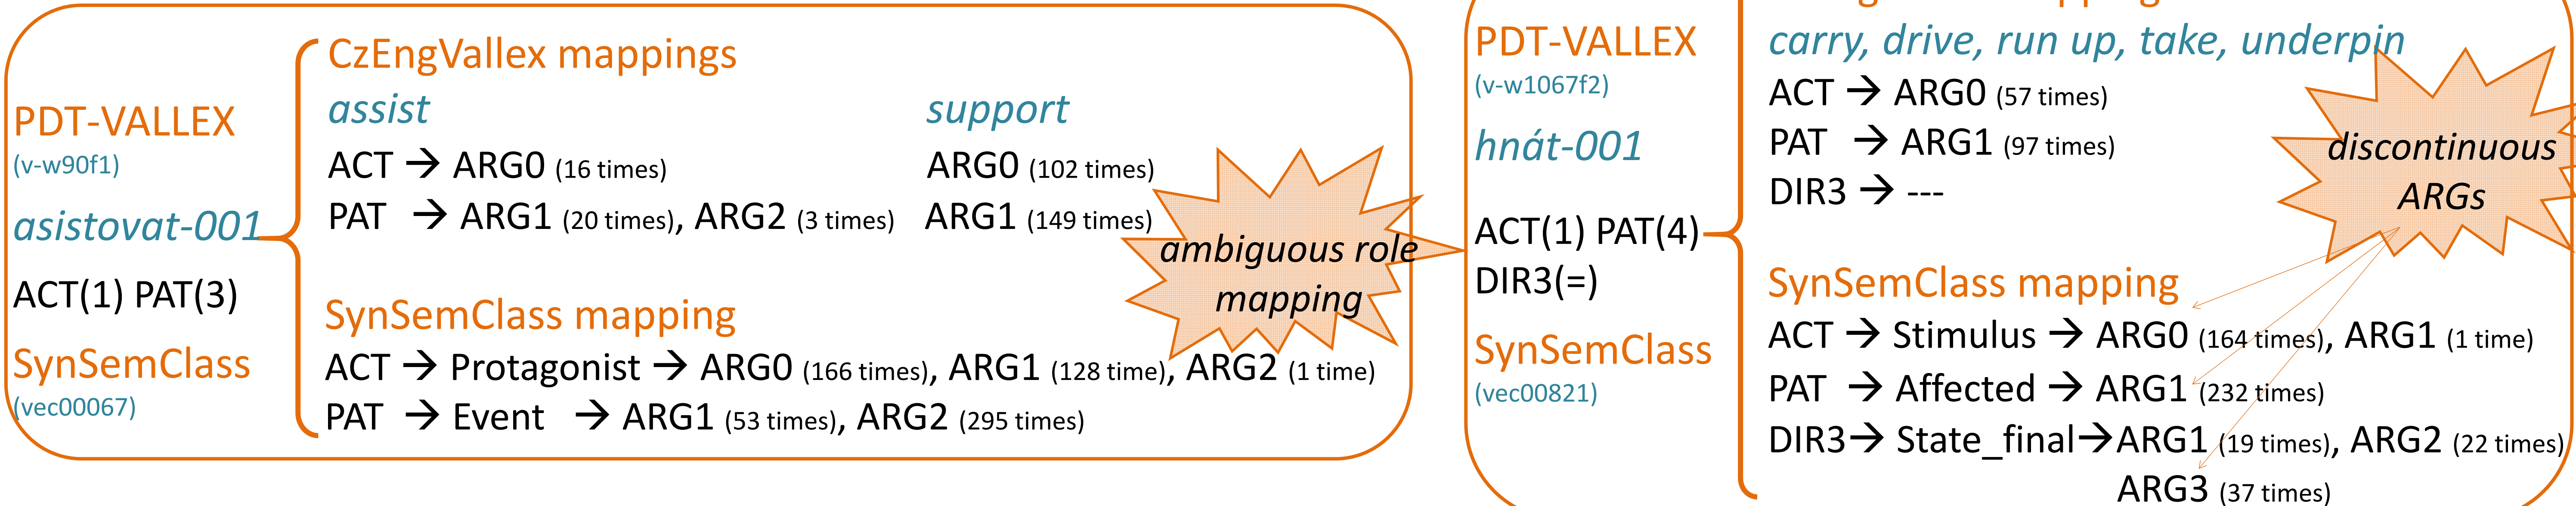 PDT-VALLEX
(v-w90f1)
asistovat-001
ACT(1) PAT(3)
SynSemClass
(vec00067)
CzEngVallex mappings
assist support
ACT → ARG0 (16 times) ARG0 (102 times)
PAT → ARG1 (20 times), ARG2 (3 times) ARG1 (149 times)
ambiguous role
mapping
SynSemClass mapping
ACT → Protagonist → ARG0 (166 times), ARG1 (128 time), ARG2 (1 time)
PAT → Event → ARG1 (53 times), ARG2 (295 times)
PDT-VALLEX
(v-w1067f2)
hnát-001
ACT(1) PAT(4)
DIR3(=)
SynSemClass
(vec00821)
carry, drive, run up, take, underpin
ACT → ARG0 (57 times)
PAT → ARG1 (97 times)
DIR3 → ---
discontinuous
ARGs
SynSemClass mapping
ACT → Stimulus → ARG0 (164 times), ARG1 (1 time)
PAT → Affected → ARG1 (232 times)
DIR3→ State_final→ARG1 (19 times), ARG2 (22 times)
ARG3 (37 times)